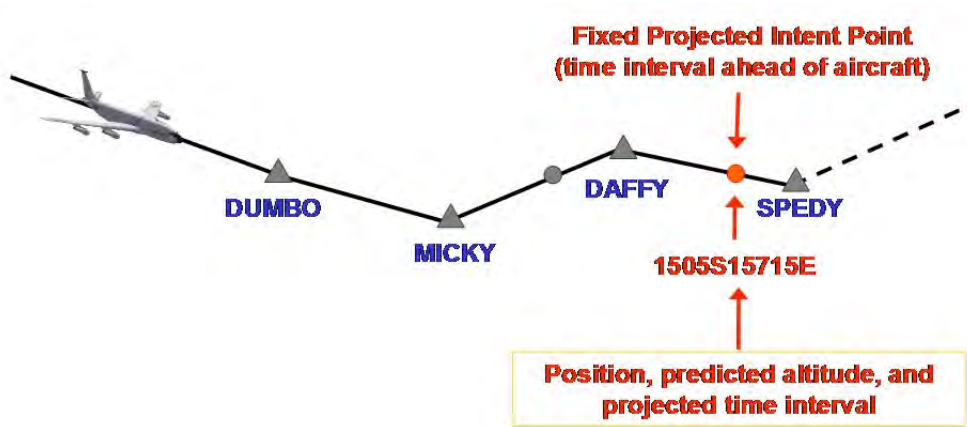 Fixed Projected Intent Point
(time interval ahead of aircraft)
DAFFY
DUMBO
SPEDY
MICKY
1505S15715E
Position, predicted altitude, and
projected time interval